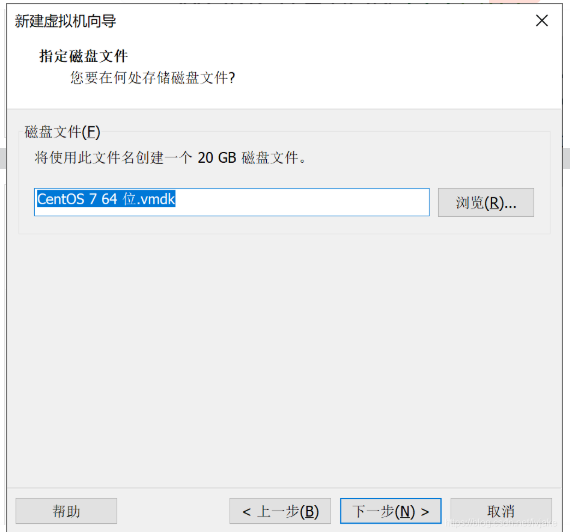 新建虚拟机向导
指定磁盘文件
您要在何处存储磁盘文件?
磁盘文件(F)
将使用此文件名创建一个 20 GB 磁盘文件。
CentOS 7 64 位.vmdk
浏览(R)...
帮助
< 上一步(B)
下一步(N) >
取消